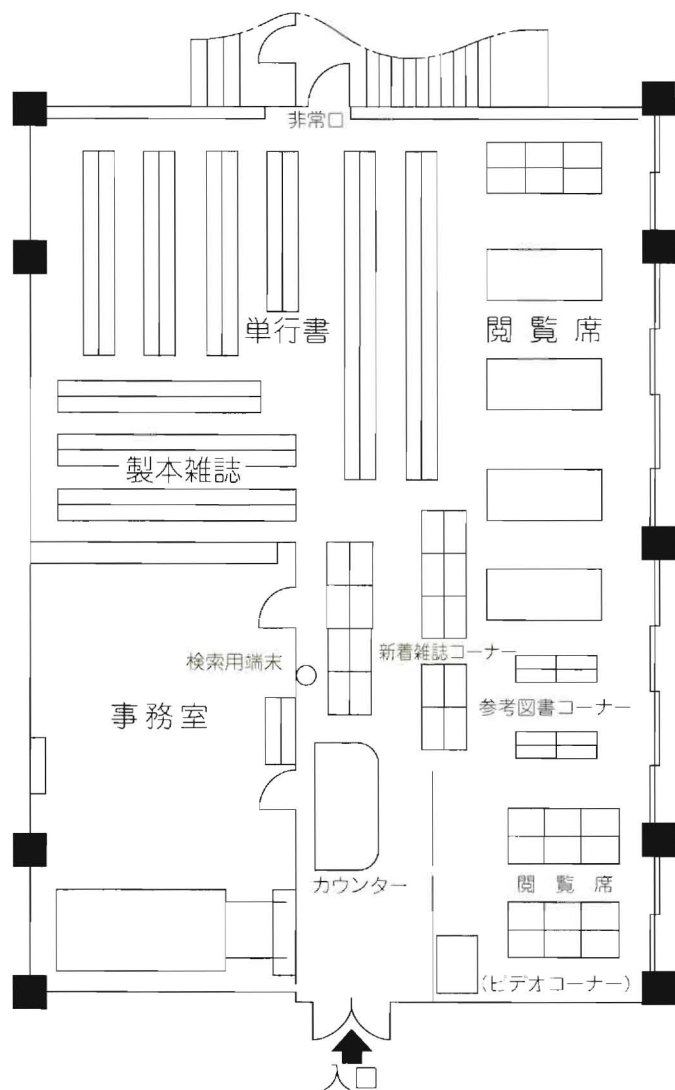 非常口
単行書
閲覧席
製本雑誌
新着雑誌コーナー
検索用端末
参考図書コーナー
事務室
カウンター
閲覧席
(ビデオコーナー)
入口